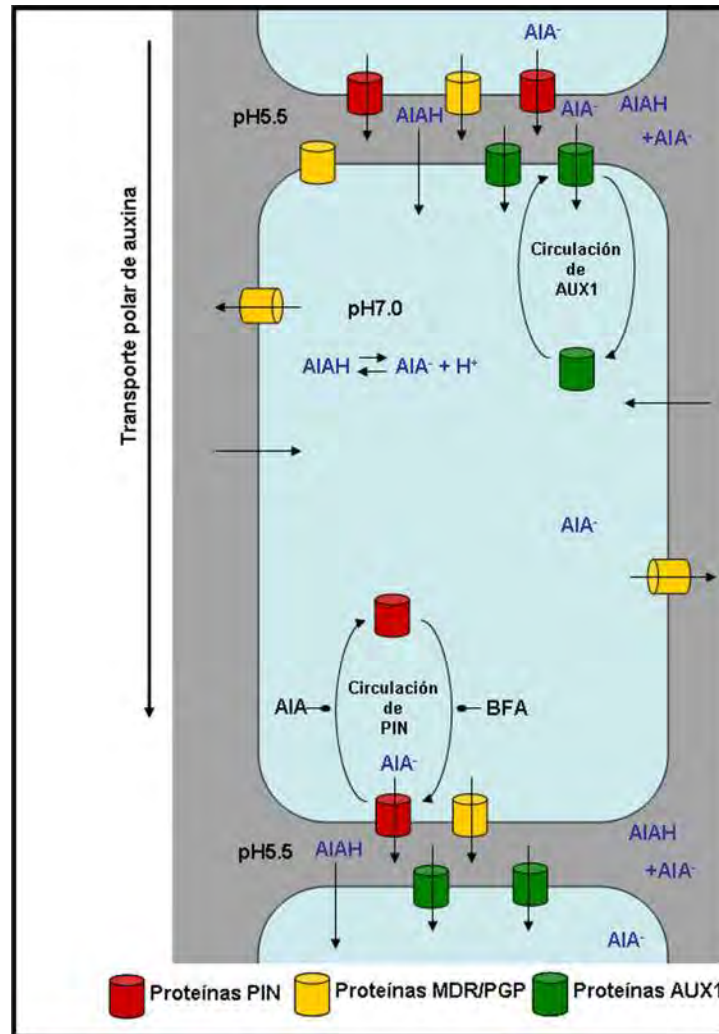 AIA-
pH5.5
AIAH
AIA-
AIAH
+AIA-
Transporte polar de auxina
Circulación
de
AUX1
pH7.0
AIAH AIA- + H+
AIA-
AIA
Circulación
de
PIN
BFA
AIA-
pH5.5
AIAH
AIAH
+AIA-
AIA-
Proteínas PIN
Proteínas MDR/PGP
Proteínas AUX1